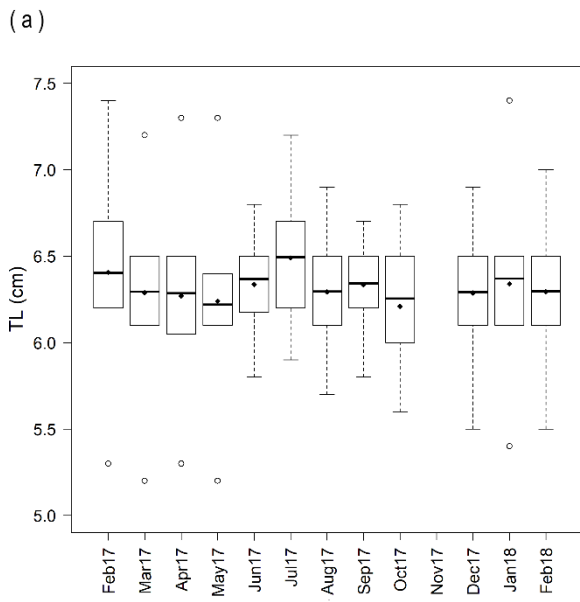 (a)
7.5
7.0
6.5
6.0
5.5
5.0
TL (cm)
Feb17
Mar17
Apr17
May17
Jun17
Jul17
Aug17
Sep17
Oct17
Nov17
Dec17
Jan18
Feb18